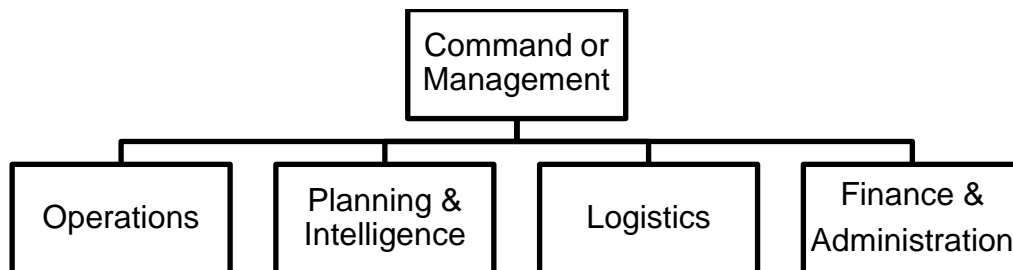 Command or
Management
Operations
Planning &
Intelligence
Logistics
Finance &
Administration